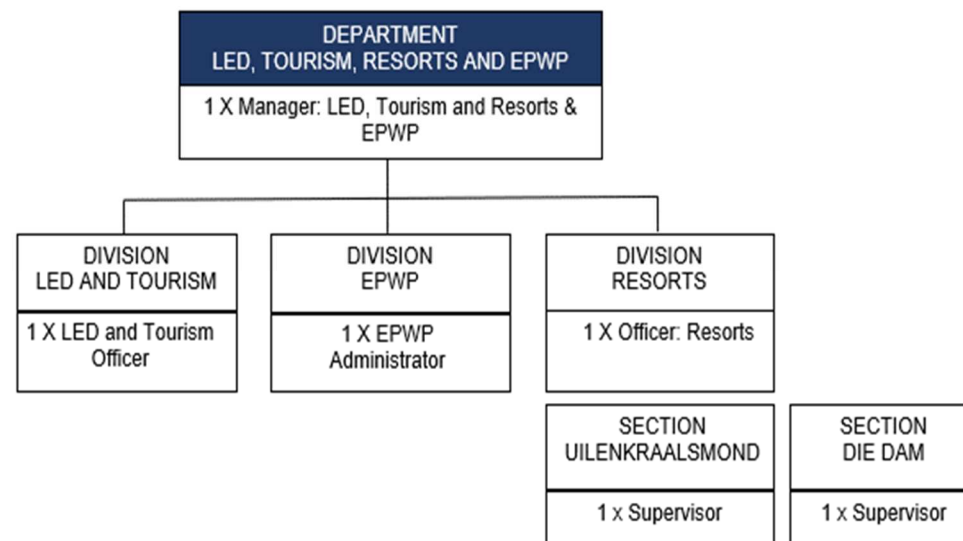 DEPARTMENT
LED, TOURISM, RESORTS AND EPWP
1 X Manager: LED, Tourism and Resorts &
EPWP
DIVISION
LED AND TOURISM
1 X LED and Tourism
Officer
DIVISION
EPWP
1 X EPWP
Administrator
DIVISION
RESORTS
1 X Officer: Resorts
SECTION
UILENKRAALSMOND
1 x Supervisor
SECTION
DIE DAM
1 x Supervisor